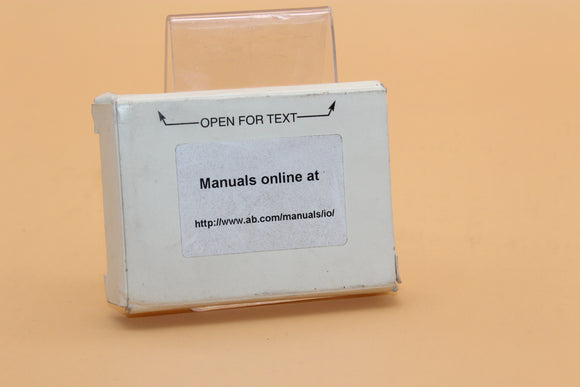 OPEN FOR TEXT
Manuals online at
http://www.ab.com/manuals/io/